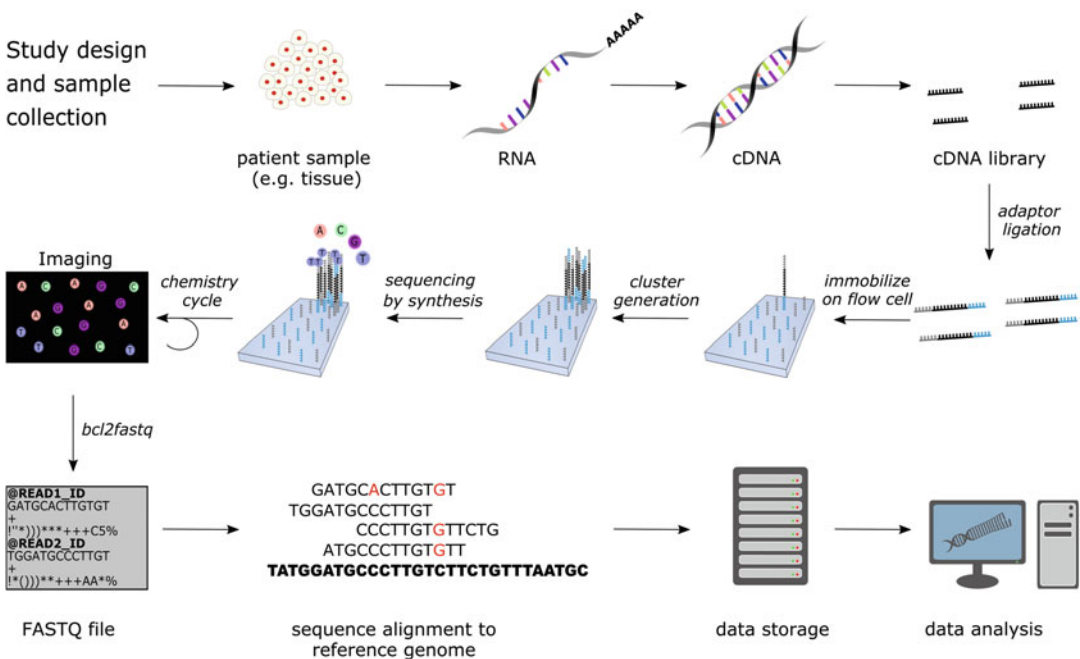 Study design
and sample
collection
patient sample
(e.g. tissue)
AAAAA
RNA
cDNA
cDNA library
adaptor
ligation
immobilize
on flow cell
cluster
generation
A C G T
T T T T T
sequencing
by synthesis
chemistry
cycle
Imaging
A C A G C
A G G A
T T C G C T
bcl2fastq
@READ1_ID
GATGCACTTGTGT
+
!"*)))***+++C5%
@READ2_ID
TGGATGCCCTTGT
+
!*()))**+++AA*%
FASTQ file
GATGCACTTGTGT
TGGATGCCCTTGT
CCCTTGTGTTCTG
ATGCCCTTGTGTT
TATGGATGCCCTTGTCTTCTGTTTAATGC
sequence alignment to
reference genome
data storage
data analysis